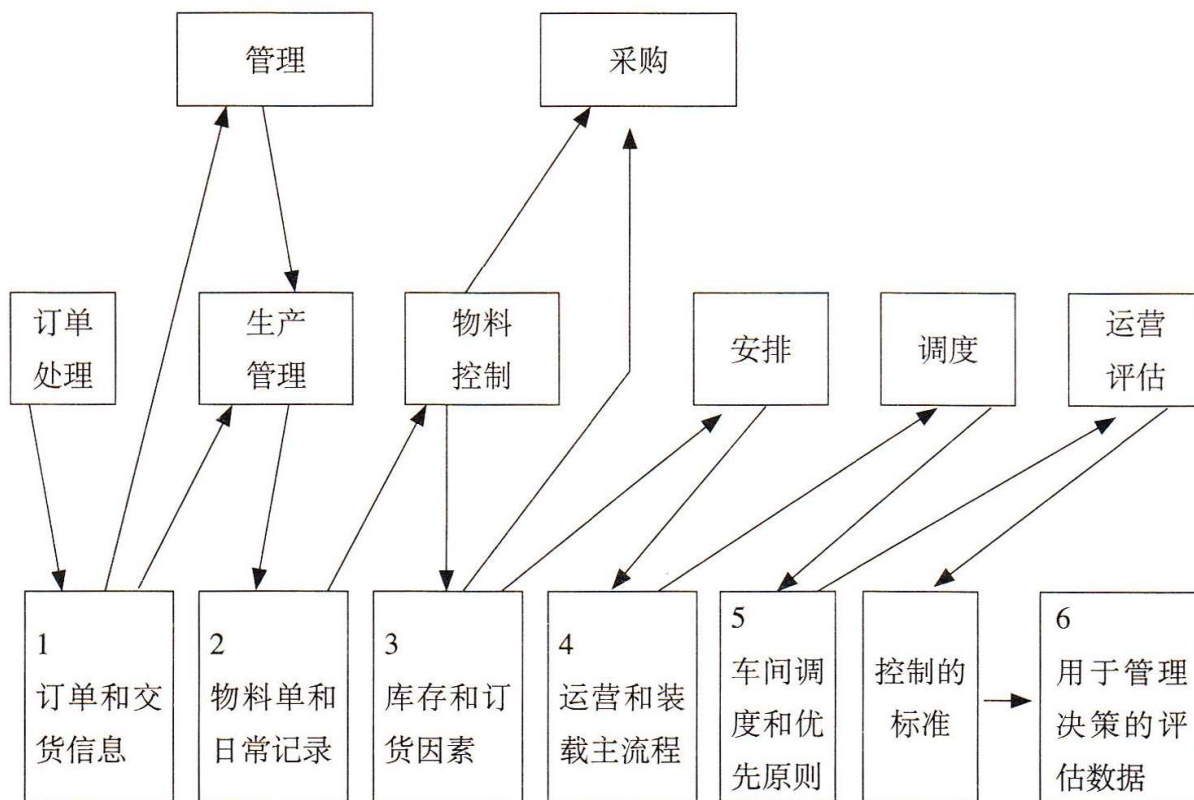 管理
采购
订单
处理
生产
管理
物料
控制
安排
调度
运营
评估
1
订单和交
货信息
2
物料单和
日常记录
3
库存和订
货因素
4
运营和装
载主流程
5
车间调
度和优
先原则
控制的
标准
6
用于管理
决策的评
估数据